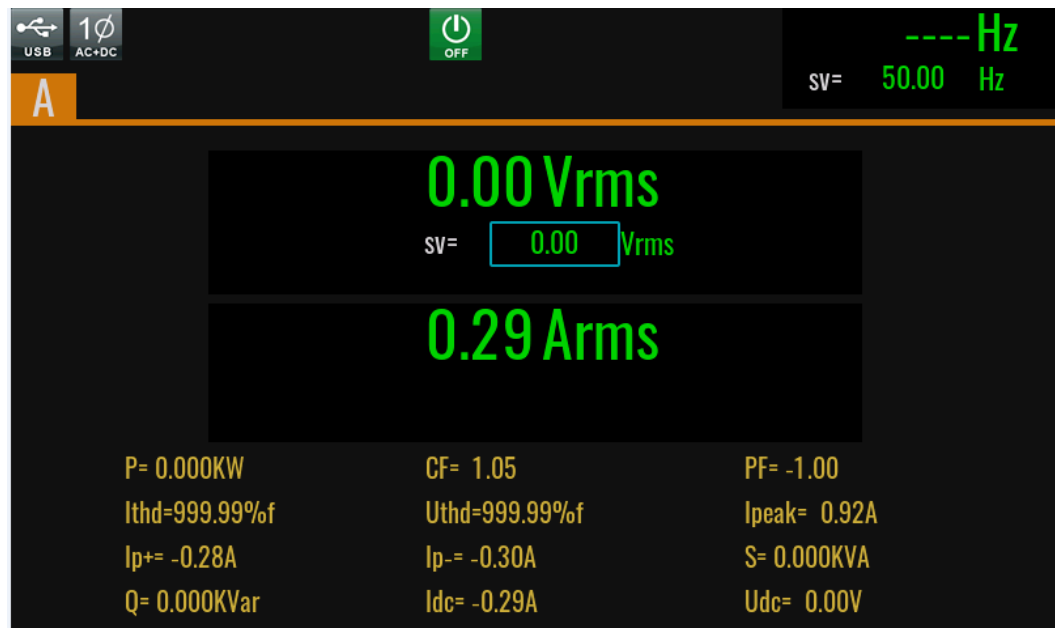 USB
1Ø
AC+DC
OFF
----Hz
SV= 50.00 Hz
A
0.00 Vrms
SV= 0.00 Vrms
0.29 Arms
P= 0.000KW CF= 1.05 PF= -1.00
Ithd=999.99%f Uthd=999.99%f Ipeak= 0.92A
Ip+= -0.28A Ip-= -0.30A S= 0.000KVA
Q= 0.000KVar Idc= -0.29A Udc= 0.00V